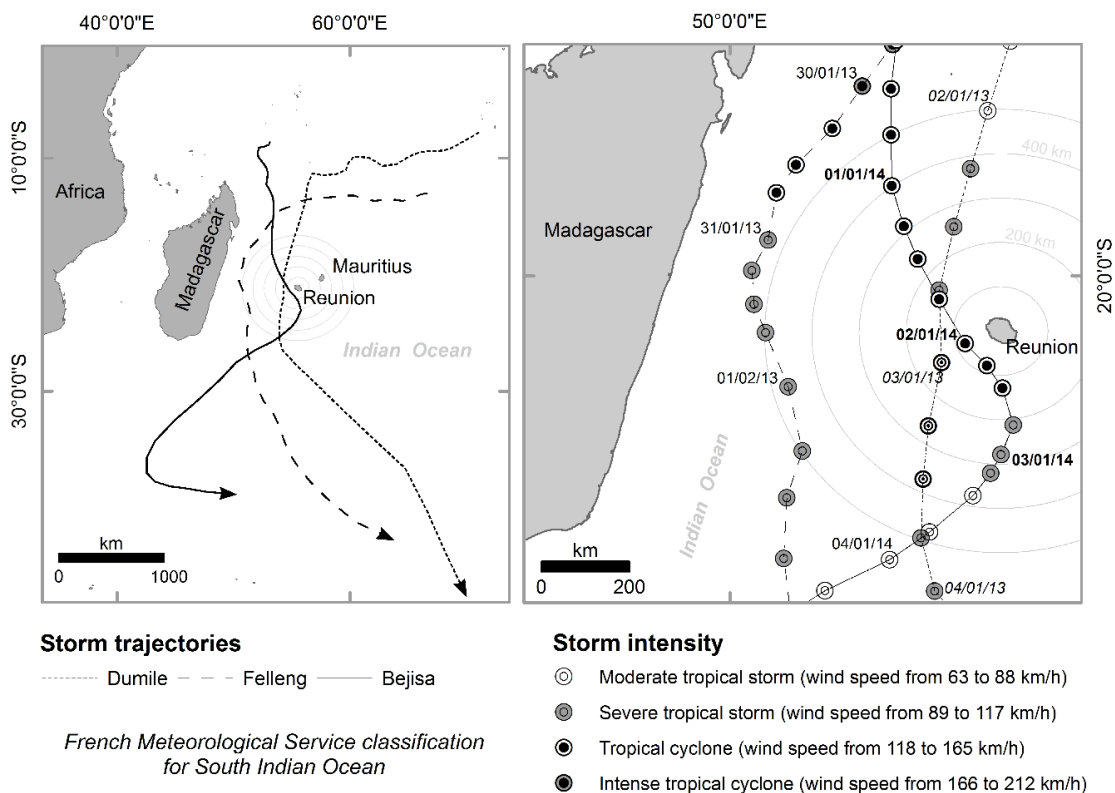 40°0'0"E
60°0'0"E
50°0'0"E
10°0'0"S
30°0'0"S
20°0'0"S
Africa
Madagascar
Mauritius
Reunion
Indian Ocean
km
0 1000
30/01/13
02/01/13
400 km
01/01/14
Madagascar
31/01/13
200 km
02/01/14
Reunion
03/01/13
01/02/13
03/01/14
Indian Ocean
04/01/14
04/01/13
km
0 200
Storm trajectories
Dumile Felleng Bejisa
French Meteorological Service classification
for South Indian Ocean
Storm intensity
Moderate tropical storm (wind speed from 63 to 88 km/h)
Severe tropical storm (wind speed from 89 to 117 km/h)
Tropical cyclone (wind speed from 118 to 165 km/h)
Intense tropical cyclone (wind speed from 166 to 212 km/h)